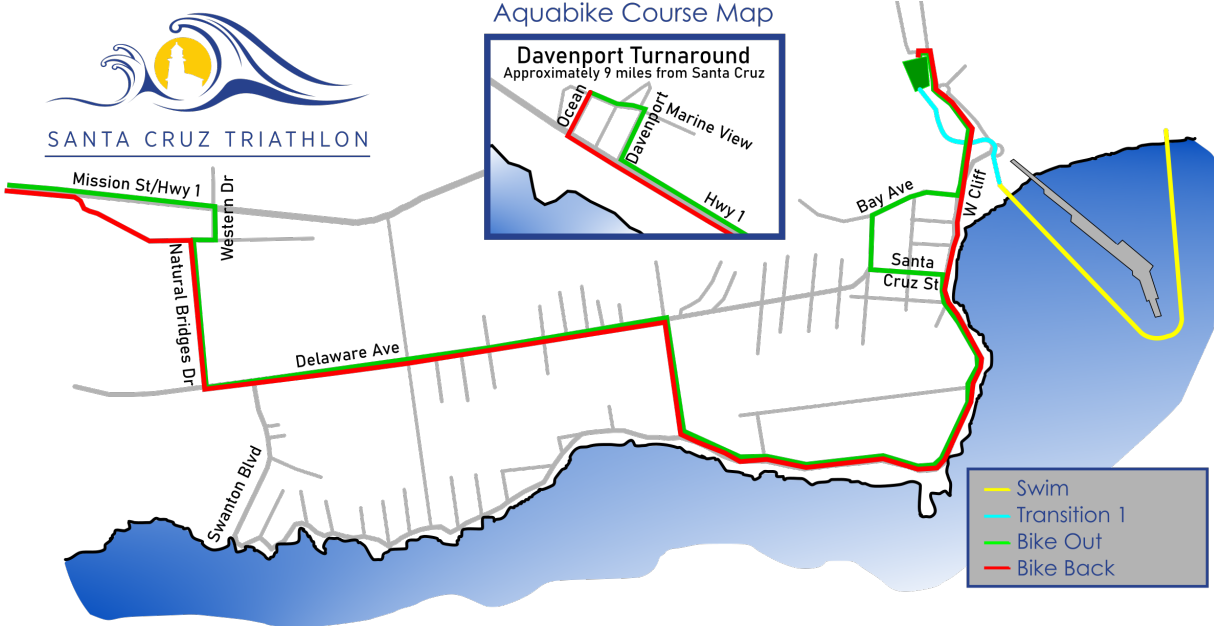 Aquabike Course Map
Davenport Turnaround
Approximately 9 miles from Santa Cruz
Ocean
Davenport
Marine View
Hwy 1
SANTA CRUZ TRIATHLON
Mission St/Hwy 1
Western Dr
Natural Bridges Dr
Delaware Ave
Swanton Blvd
Bay Ave
W Cliff
Santa
Cruz St
Swim
Transition 1
Bike Out
Bike Back